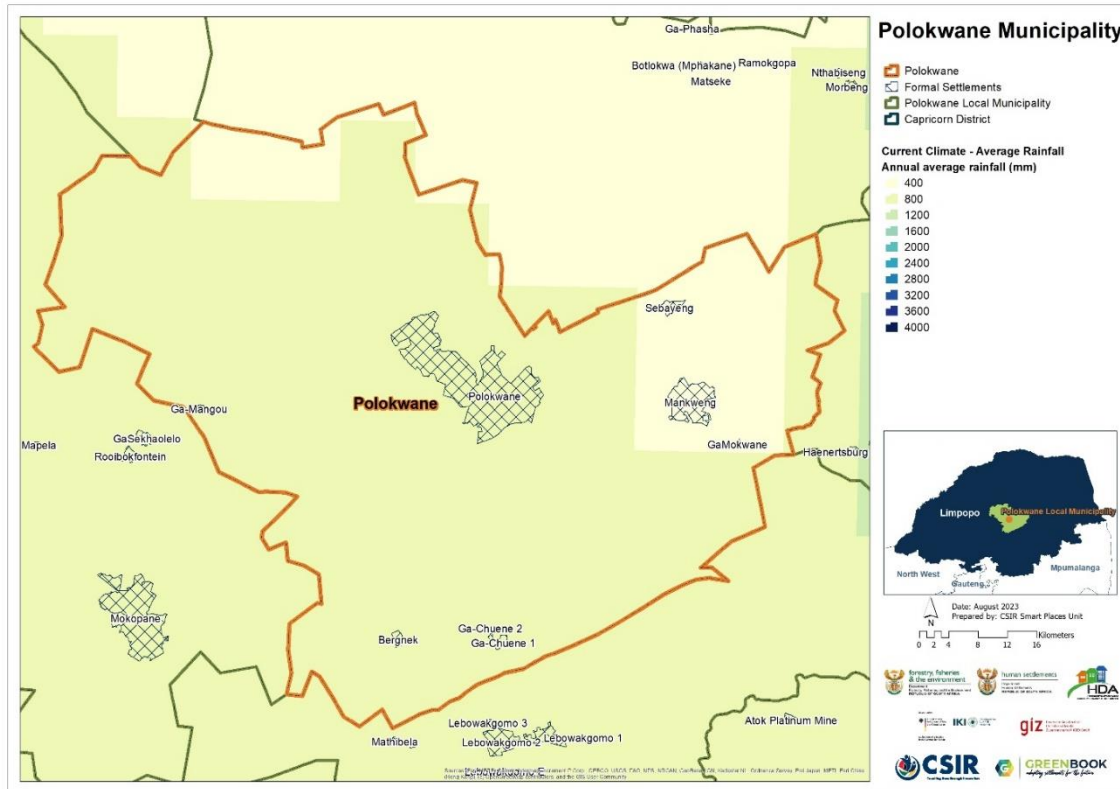 Polokwane Municipality
Polokwane
Formal Settlements
Polokwane Local Municipality
Capricorn District
Current Climate - Average Rainfall
Annual average rainfall (mm)
400
800
1200
1600
2000
2400
2800
3200
3600
4000
Ga-Phasha
Botlokwa (Mphakane)
Ramokgopa
Matseke
Nthabiseng
Morbeng
Sebayeng
Polokwane
Polokwane
Mankweng
Ga-Mangou
GaSekhaolelo
Mapela
Rooibokfontein
GaMokwane
Haenertsburg
Mokopane
Bergnek
Ga-Chuene 2
Ga-Chuene 1
Mathibela
Lebowakgomo 3
Lebowakgomo 2
Lebowakgomo 1
Atok Platinum Mine
Limpopo
Polokwane Local Municipality
North West
Gauteng
Mpumalanga
N
Date: August 2023
Prepared by: CSIR Smart Places Unit
Kilometers
0 2 4 8 12 16
forestry, fisheries
& the environment
human settlements
HDA
IKI
giz
CSIR
GREENBOOK